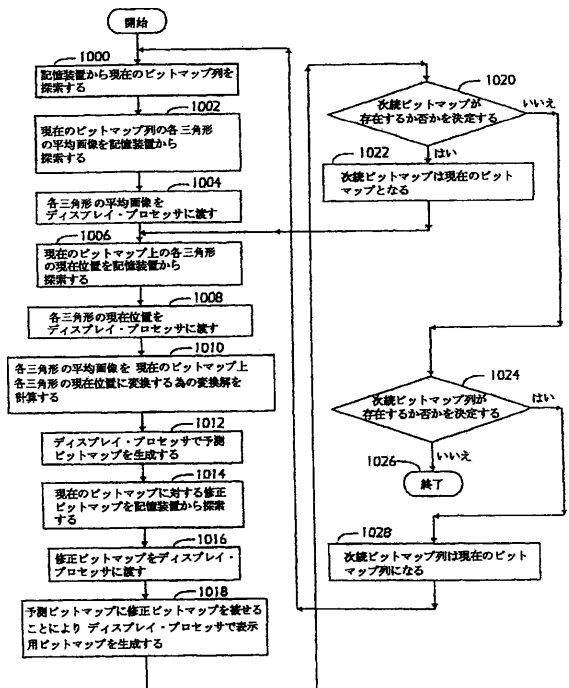 開始
1000
記憶装置から現在のビットマップ列を
探索する
1002
現在のビットマップ列の各三角形
の平均画像を記憶装置から
探索する
1004
各三角形の平均画像を
ディスプレイ・プロセッサに渡す
1006
現在のビットマップ上の各三角形
の現在位置を記憶装置から
探索する
1008
各三角形の現在位置を
ディスプレイ・プロセッサに渡す
1010
各三角形の平均画像を 現在のビットマップ上
各三角形の現在位置に変換する為の変換解を
計算する
1012
ディスプレイ・プロセッサで予測
ビットマップを生成する
1014
現在のビットマップに対する修正
ビットマップを記憶装置から探索
する
1016
修正ビットマップをディスプレイ・
プロセッサに渡す
1018
予測ビットマップに修正ビットマップを被せる
ことにより ディスプレイ・プロセッサで表示
用ビットマップを生成する
1020
次続ビットマップが
存在するか否かを決定する
いいえ
はい
1022
次続ビットマップは現在のビット
マップとなる
1024
次続ビットマップ列が
存在するか否かを決定する
はい
いいえ
1026
終了
1028
次続ビットマップ列は現在のビット
マップ列になる